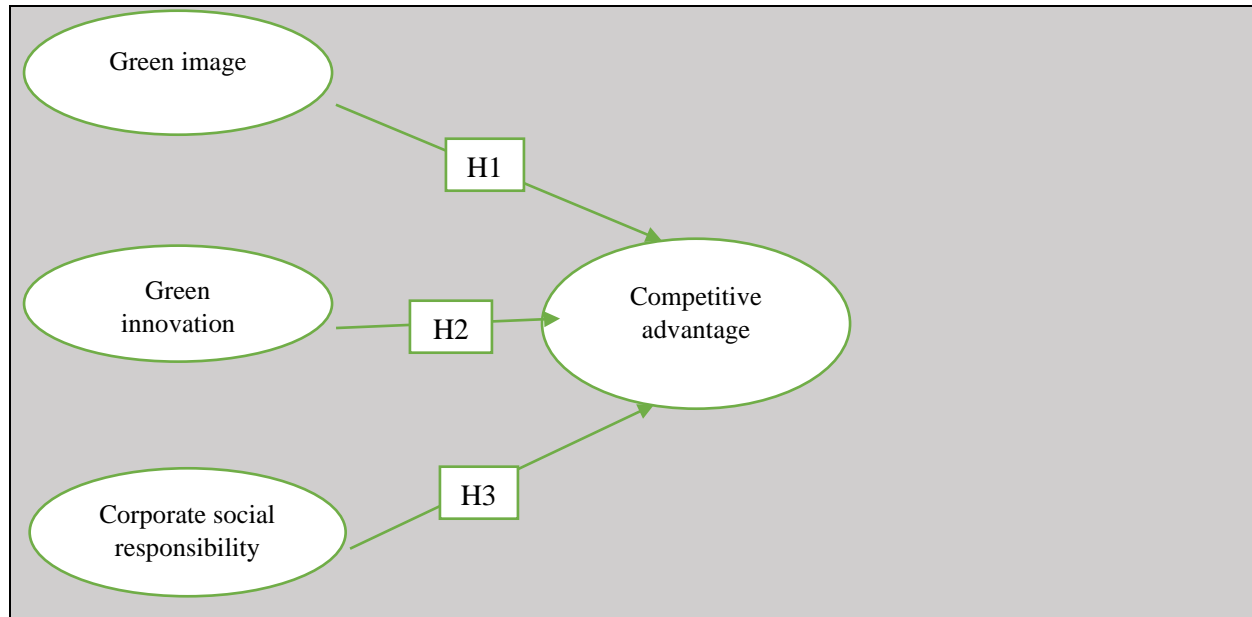 Green image
H1
Green
innovation
H2
Competitive
advantage
H3
Corporate social
responsibility